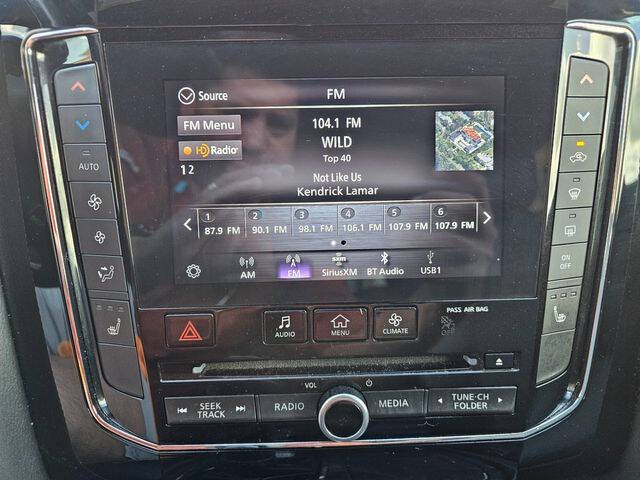 Source
FM
FM Menu
HD Radio
1 2
104.1 FM
WILD
Top 40
Not Like Us
Kendrick Lamar
1 2 3 4 5 6
87.9 FM 90.1 FM 98.1 FM 106.1 FM 107.9 FM 107.9 FM
AM FM SiriusXM BT Audio USB1
sxm
AUTO
ON
OFF
PASS AIR BAG
AUDIO MENU CLIMATE
VOL
SEEK
TRACK
RADIO
MEDIA
TUNE·CH
FOLDER